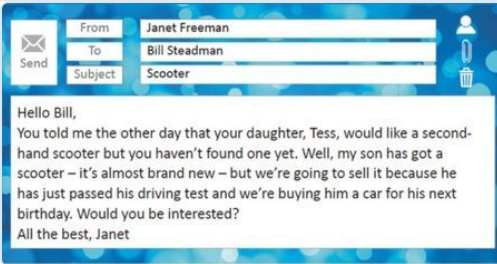 From Janet Freeman
Send To Bill Steadman
Subject Scooter
Hello Bill,
You told me the other day that your daughter, Tess, would like a second-
hand scooter but you haven't found one yet. Well, my son has got a
scooter – it's almost brand new – but we're going to sell it because he
has just passed his driving test and we're buying him a car for his next
birthday. Would you be interested?
All the best, Janet